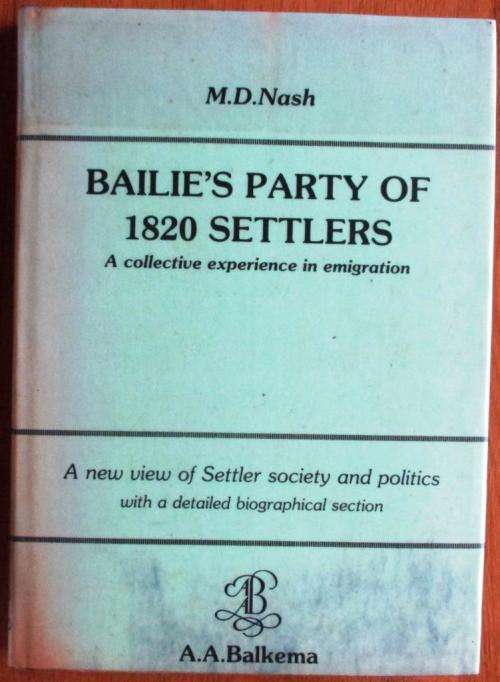 M.D.Nash
BAILIE'S PARTY OF
1820 SETTLERS
A collective experience in emigration
A new view of Settler society and politics
with a detailed biographical section
AAB
A.A.Balkema